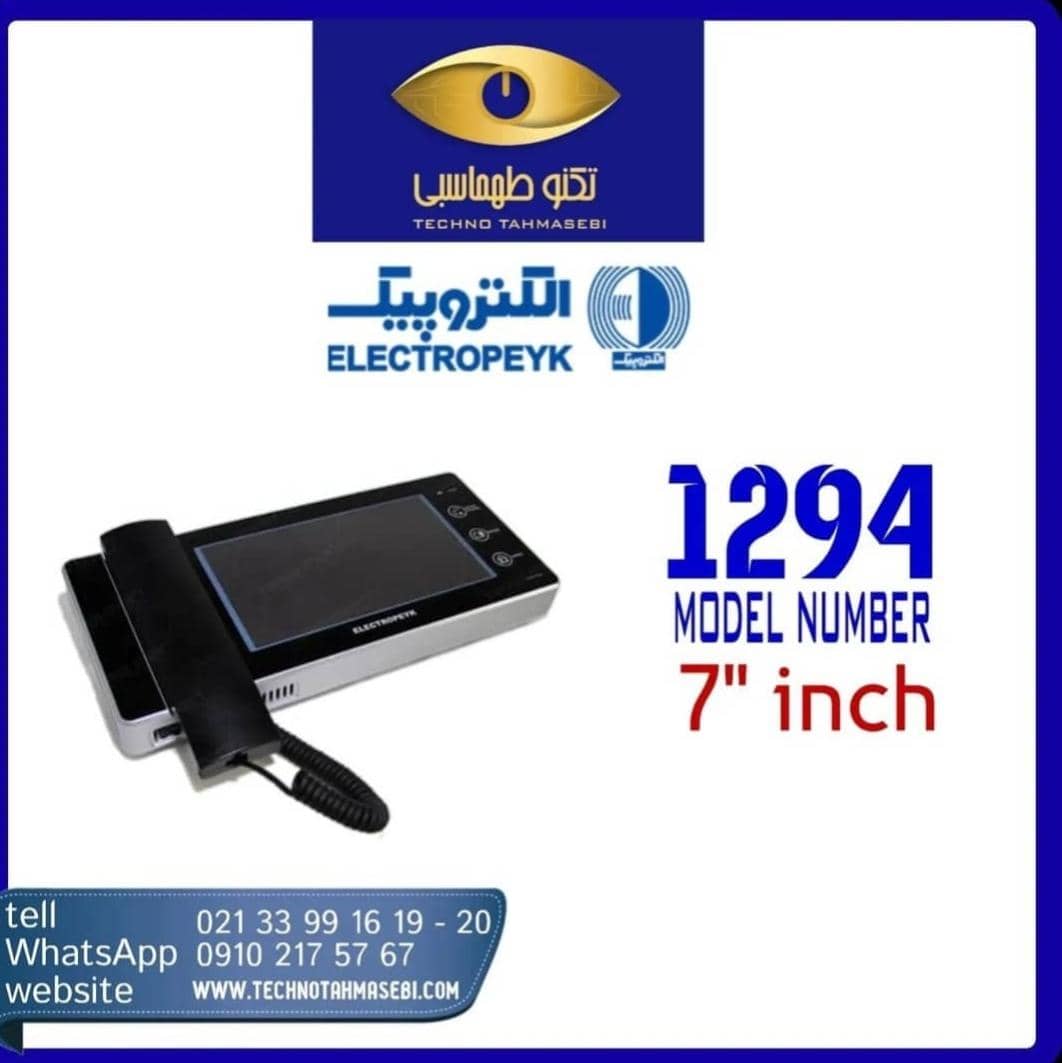 تکنو طهماسبی
TECHNO TAHMASEBI
الکتروپیک
ELECTROPEYK
الکتروپیک
1294
MODEL NUMBER
7" inch
ELECTROPEYK
tell 021 33 99 16 19 - 20
WhatsApp 0910 217 57 67
website WWW.TECHNOTAHMASEBI.COM